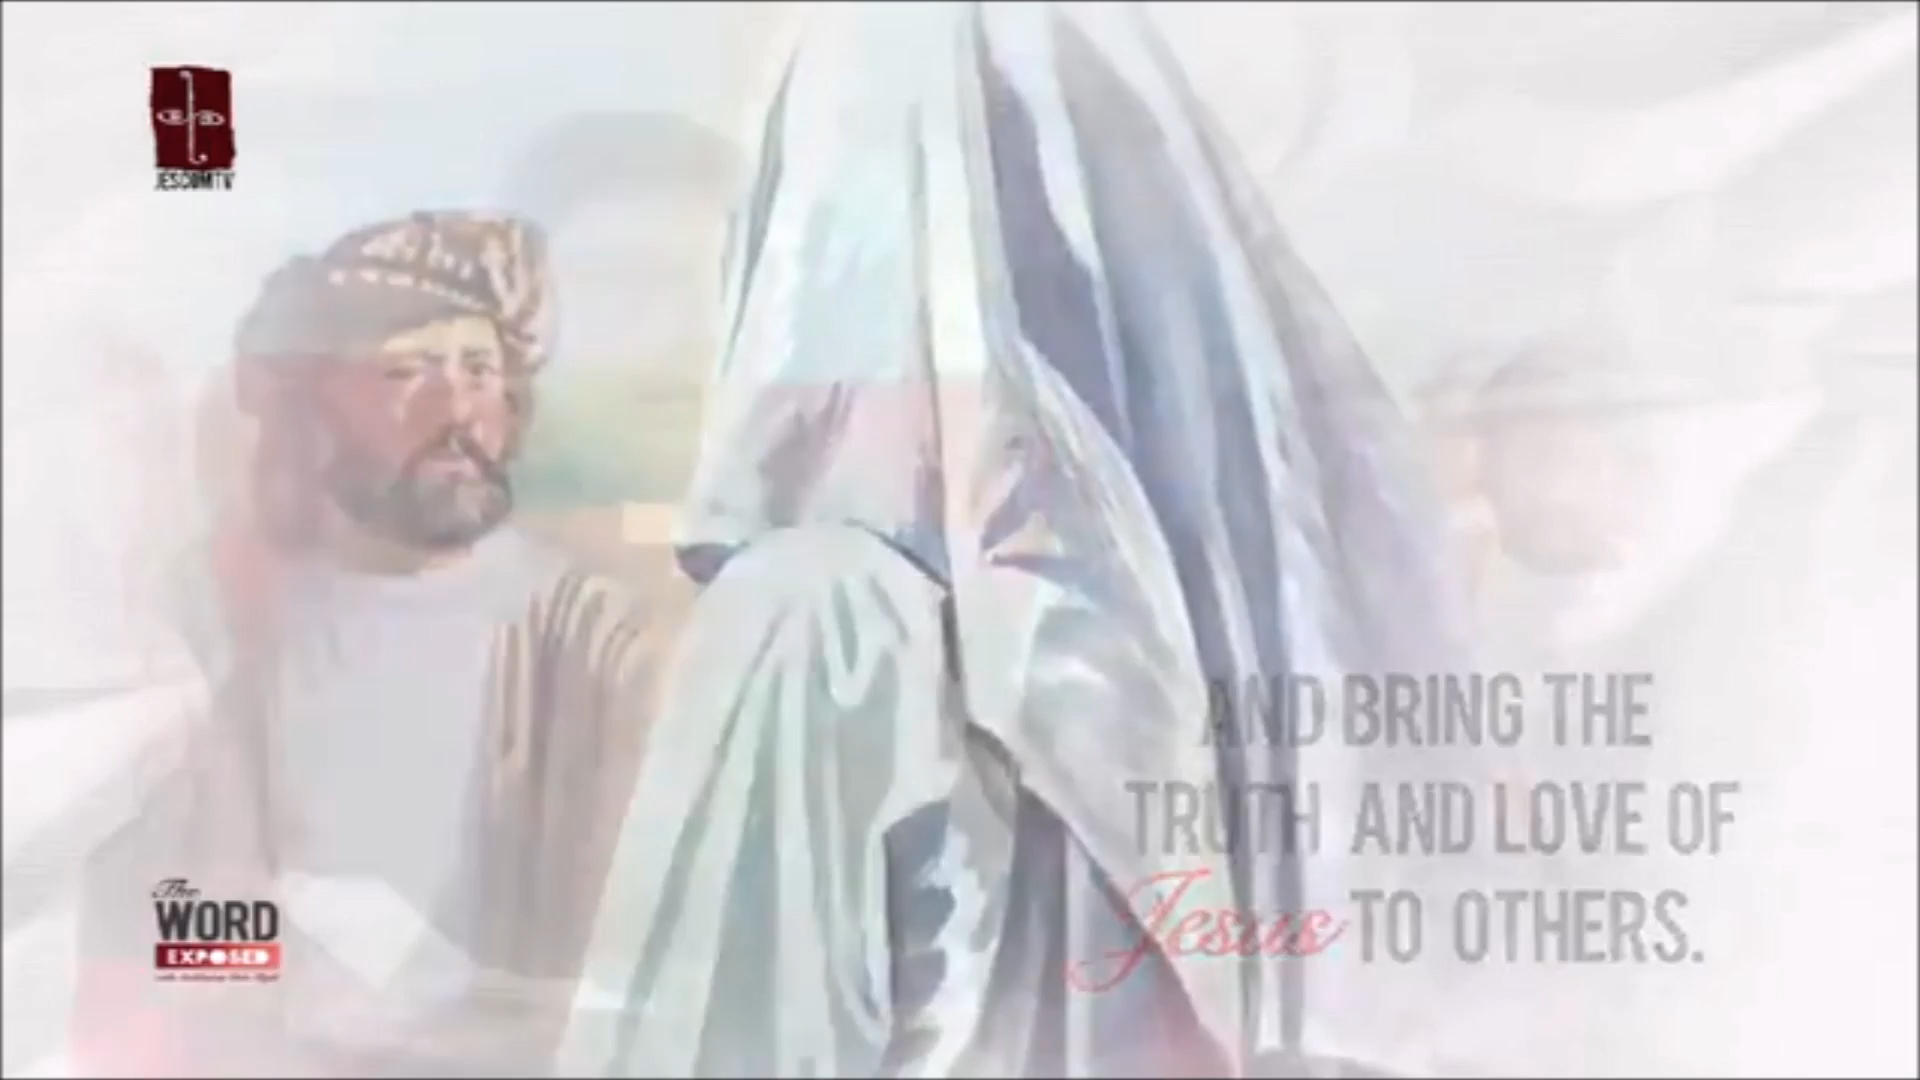 JESCOMTV
AND BRING THE
TRUTH AND LOVE OF
Jesus TO OTHERS.
The
WORD
EXPOSED